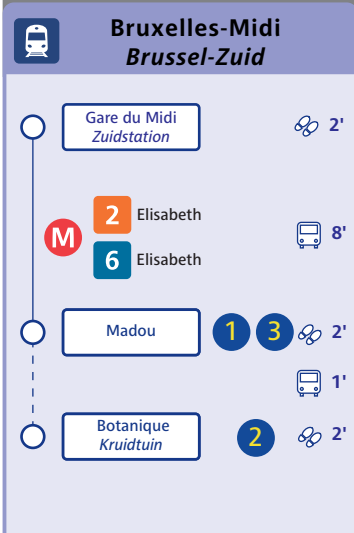 Bruxelles-Midi
Brussel-Zuid
Gare du Midi
Zuidstation
2'
M
2 Elisabeth
6 Elisabeth
8'
Madou
1 3 2'
1'
Botanique
Kruidtuin
2 2'